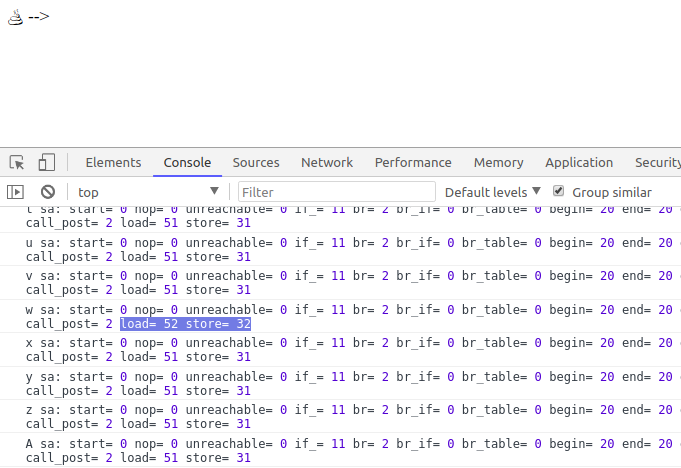 ☕ -->
Elements Console Sources Network Performance Memory Application Security
top ▼ Filter Default levels ▼ Group similar
t sa: start= 0 nop= 0 unreachable= 0 if_= 11 br= 2 br_if= 0 br_table= 0 begin= 20 end= 20
call_post= 2 load= 51 store= 31
u sa: start= 0 nop= 0 unreachable= 0 if_= 11 br= 2 br_if= 0 br_table= 0 begin= 20 end= 20
call_post= 2 load= 51 store= 31
v sa: start= 0 nop= 0 unreachable= 0 if_= 11 br= 2 br_if= 0 br_table= 0 begin= 20 end= 20
call_post= 2 load= 51 store= 31
w sa: start= 0 nop= 0 unreachable= 0 if_= 11 br= 2 br_if= 0 br_table= 0 begin= 20 end= 20
call_post= 2 load= 52 store= 32
x sa: start= 0 nop= 0 unreachable= 0 if_= 11 br= 2 br_if= 0 br_table= 0 begin= 20 end= 20
call_post= 2 load= 51 store= 31
y sa: start= 0 nop= 0 unreachable= 0 if_= 11 br= 2 br_if= 0 br_table= 0 begin= 20 end= 20
call_post= 2 load= 51 store= 31
z sa: start= 0 nop= 0 unreachable= 0 if_= 11 br= 2 br_if= 0 br_table= 0 begin= 20 end= 20
call_post= 2 load= 51 store= 31
A sa: start= 0 nop= 0 unreachable= 0 if_= 11 br= 2 br_if= 0 br_table= 0 begin= 20 end= 20
call_post= 2 load= 51 store= 31